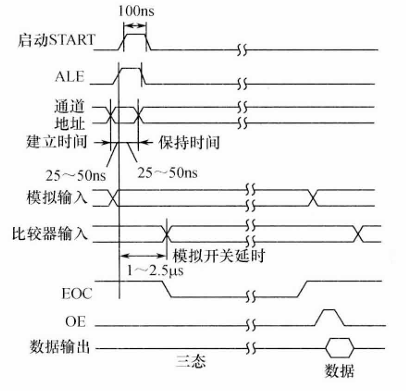 100ns
启动START
ALE
通道
地址
建立时间 保持时间
25～50ns 25～50ns
模拟输入
比较器输入
模拟开关延时
1～2.5μs
EOC
OE
数据输出
三态
数据